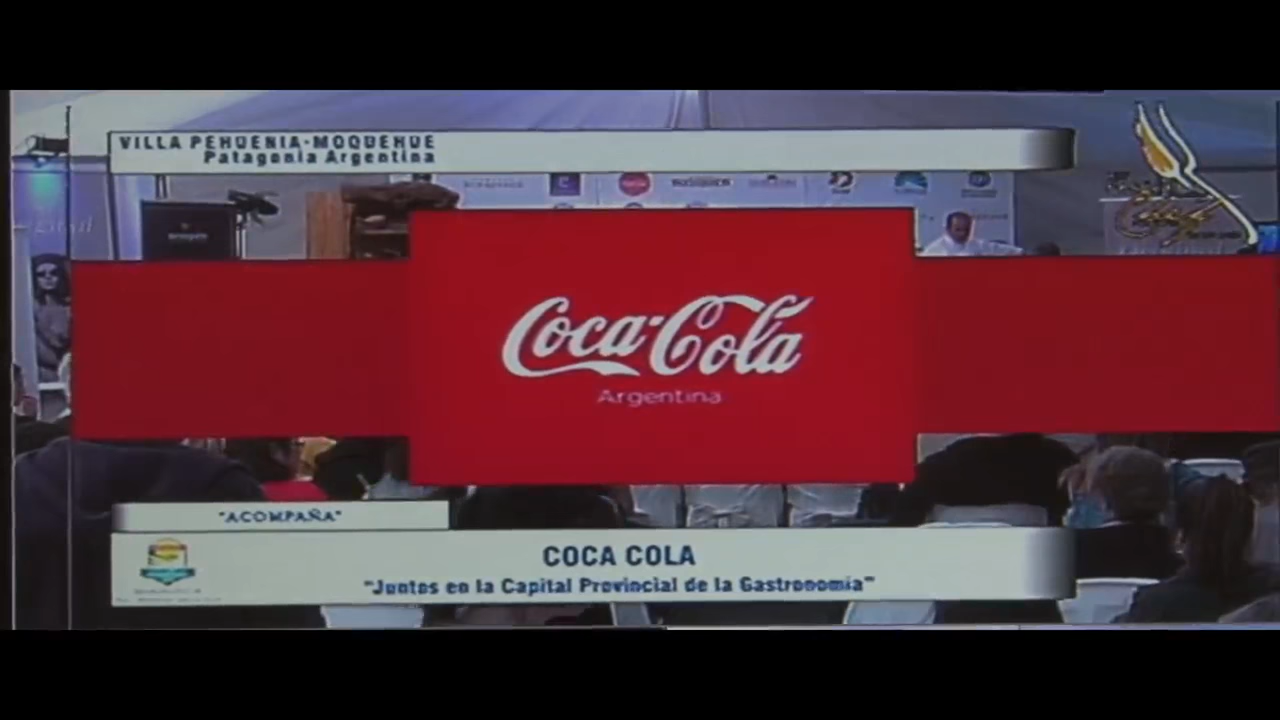 VILLA PEHUENIA-MOQUEHUE
Patagonia Argentina
Coca-Cola
Argentina
"ACOMPAÑA"
COCA COLA
"Juntos en la Capital Provincial de la Gastronomía"